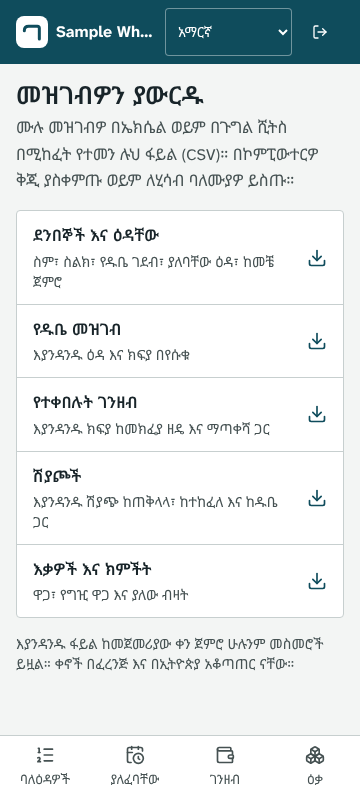 Sample Wh...
አማርኛ
መዝገብዎን ያውርዱ
ሙሉ መዝገብዎ በኤክሴል ወይም በጉግል ሺትስ
በሚከፈት የተመን ሉህ ፋይል (CSV)። በኮምፒውተርዎ
ቅጂ ያስቀምጡ ወይም ለሂሳብ ባለሙያዎ ይስጡ።
ደንበኞች እና ዕዳቸው
ስም፣ ስልክ፣ የዱቤ ገደብ፣ ያለባቸው ዕዳ፣ ከመቼ
ጀምሮ
የዱቤ መዝገብ
እያንዳንዱ ዕዳ እና ክፍያ በየሱቁ
የተቀበሉት ገንዘብ
እያንዳንዱ ክፍያ ከመክፈያ ዘዴ እና ማጣቀሻ ጋር
ሽያጮች
እያንዳንዱ ሽያጭ ከጠቅላላ፣ ከተከፈለ እና ከዱቤ
ጋር
እቃዎች እና ክምችት
ዋጋ፣ የግዢ ዋጋ እና ያለው ብዛት
እያንዳንዱ ፋይል ከመጀመሪያው ቀን ጀምሮ ሁሉንም መስመሮች
ይዟል። ቀኖች በፈረንጅ እና በኢትዮጵያ አቆጣጠር ናቸው።
ባለዕዳዎች
ያለፈባቸው
ገንዘብ
ዕቃ